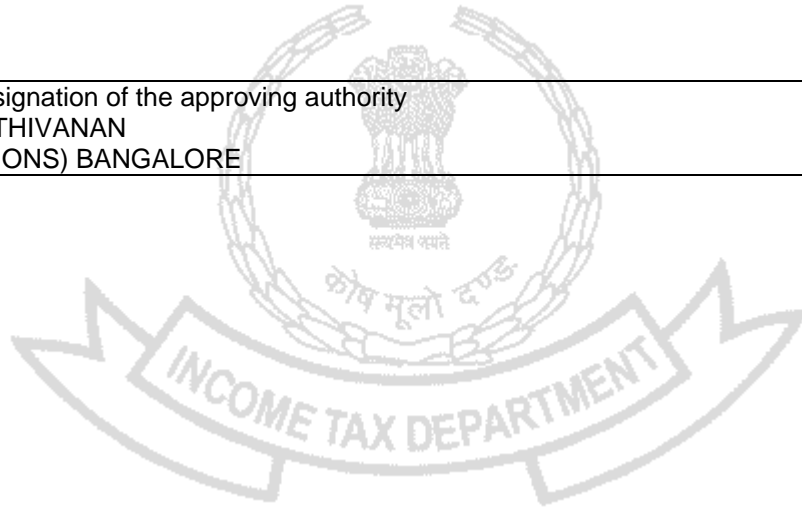 signation of the approving authority
THIVANAN
ONS) BANGALORE
सत्यमेव जयते
कोष मूलो दण्डः
INCOME TAX DEPARTMENT